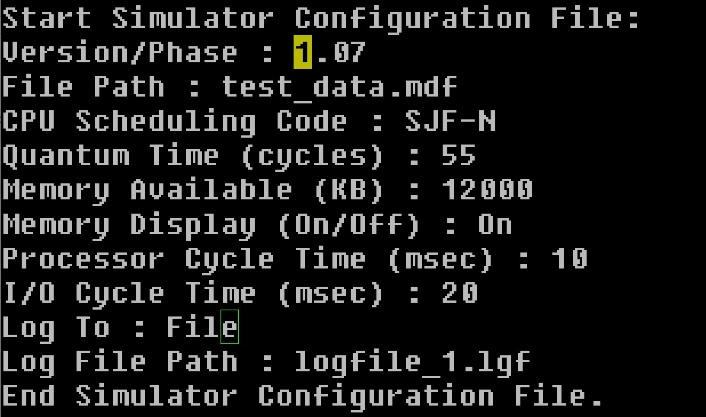 Start Simulator Configuration File:
Version/Phase : 1.07
File Path : test_data.mdf
CPU Scheduling Code : SJF-N
Quantum Time (cycles) : 55
Memory Available (KB) : 12000
Memory Display (On/Off) : On
Processor Cycle Time (msec) : 10
I/O Cycle Time (msec) : 20
Log To : File
Log File Path : logfile_1.lgf
End Simulator Configuration File.